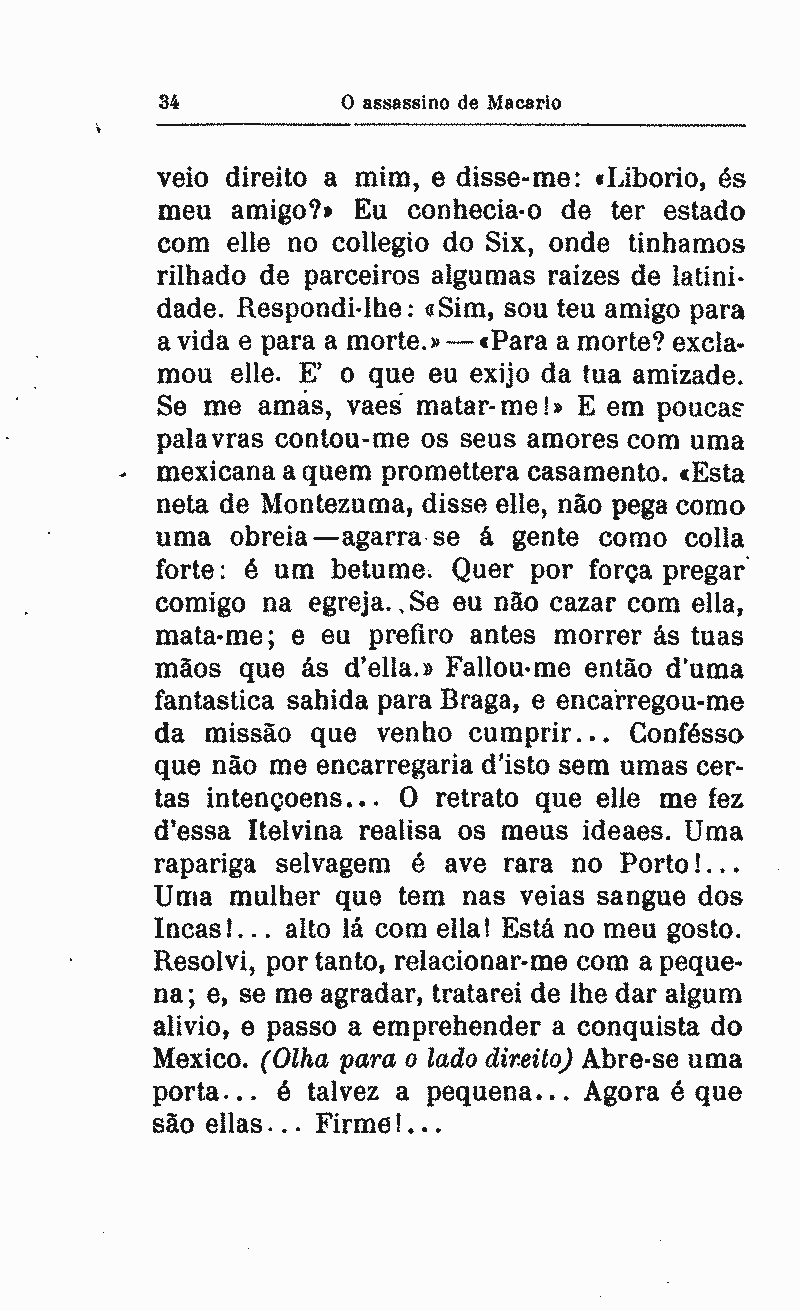 34 O assassino de Macario
veio direito a mim, e disse-me: «Liborio, és
meu amigo?» Eu conhecia-o de ter estado
com elle no collegio do Six, onde tinhamos
rilhado de parceiros algumas raizes de latini-
dade. Respondi-lhe: «Sim, sou teu amigo para
a vida e para a morte.»—«Para a morte? excla-
mou elle. E' o que eu exijo da tua amizade.
Se me amas, vaes matar-me!» E em poucas
palavras contou-me os seus amores com uma
mexicana a quem promettera casamento. «Esta
neta de Montezuma, disse elle, não pega como
uma obreia—agarra-se á gente como colla
forte: é um betume. Quer por força pregar
comigo na egreja. Se eu não cazar com ella,
mata-me; e eu prefiro antes morrer ás tuas
mãos que ás d'ella.» Fallou-me então d'uma
fantastica sahida para Braga, e encarregou-me
da missão que venho cumprir... Confésso
que não me encarregaria d'isto sem umas cer-
tas intençoens... O retrato que elle me fez
d'essa Itelvina realisa os meus ideaes. Uma
rapariga selvagem é ave rara no Porto!...
Uma mulher que tem nas veias sangue dos
Incas!... alto lá com ella! Está no meu gosto.
Resolvi, por tanto, relacionar-me com a peque-
na; e, se me agradar, tratarei de lhe dar algum
alivio, e passo a emprehender a conquista do
Mexico. (Olha para o lado direito) Abre-se uma
porta... é talvez a pequena... Agora é que
são ellas... Firme!...